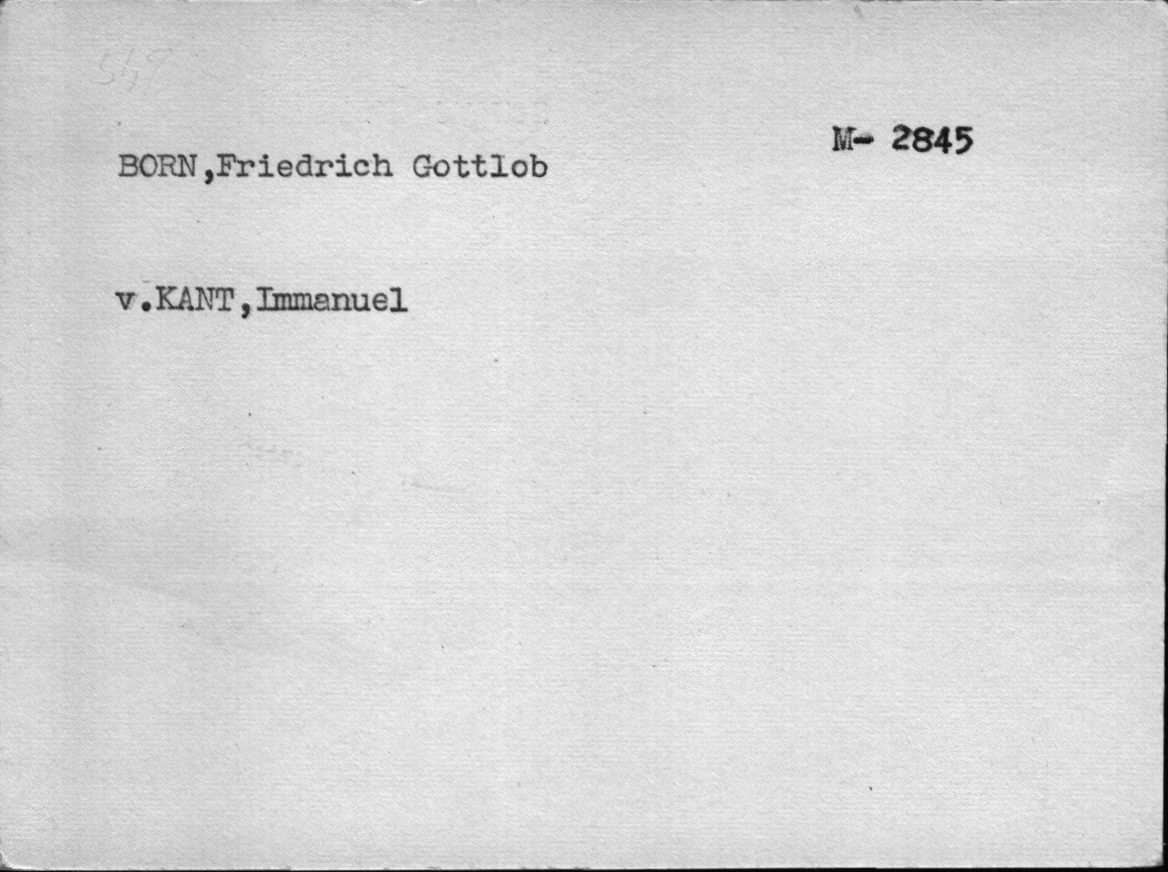 M- 2845
BORN,Friedrich Gottlob
v.KANT,Immanuel